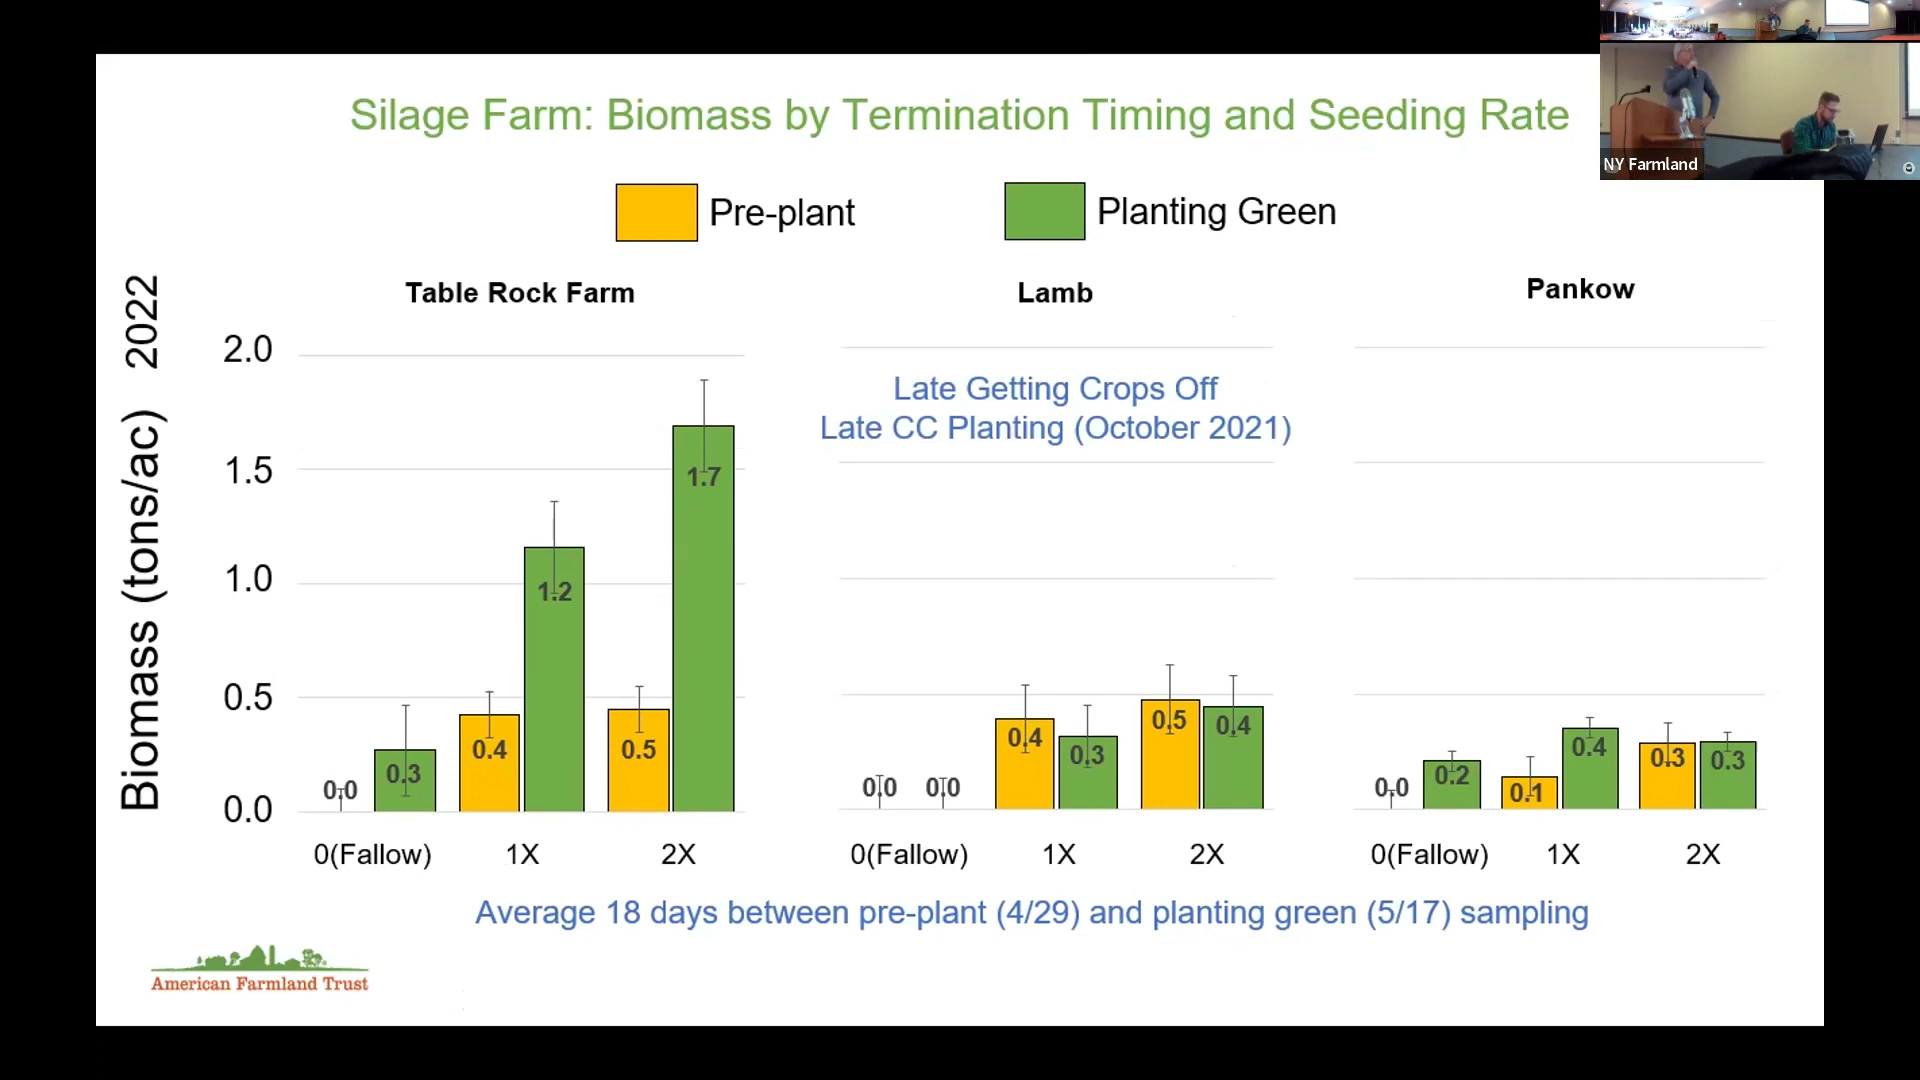 Silage Farm: Biomass by Termination Timing and Seeding Rate
NY Farmland
Pre-plant
Planting Green
Biomass (tons/ac) 2022
Table Rock Farm
Lamb
Pankow
2.0
1.5
1.0
0.5
0.0
Late Getting Crops Off
Late CC Planting (October 2021)
0.0
0.3
0.4
1.2
0.5
1.7
0.0
0.0
0.4
0.3
0.5
0.4
0.0
0.2
0.1
0.4
0.3
0.3
0(Fallow) 1X 2X
0(Fallow) 1X 2X
0(Fallow) 1X 2X
Average 18 days between pre-plant (4/29) and planting green (5/17) sampling
American Farmland Trust